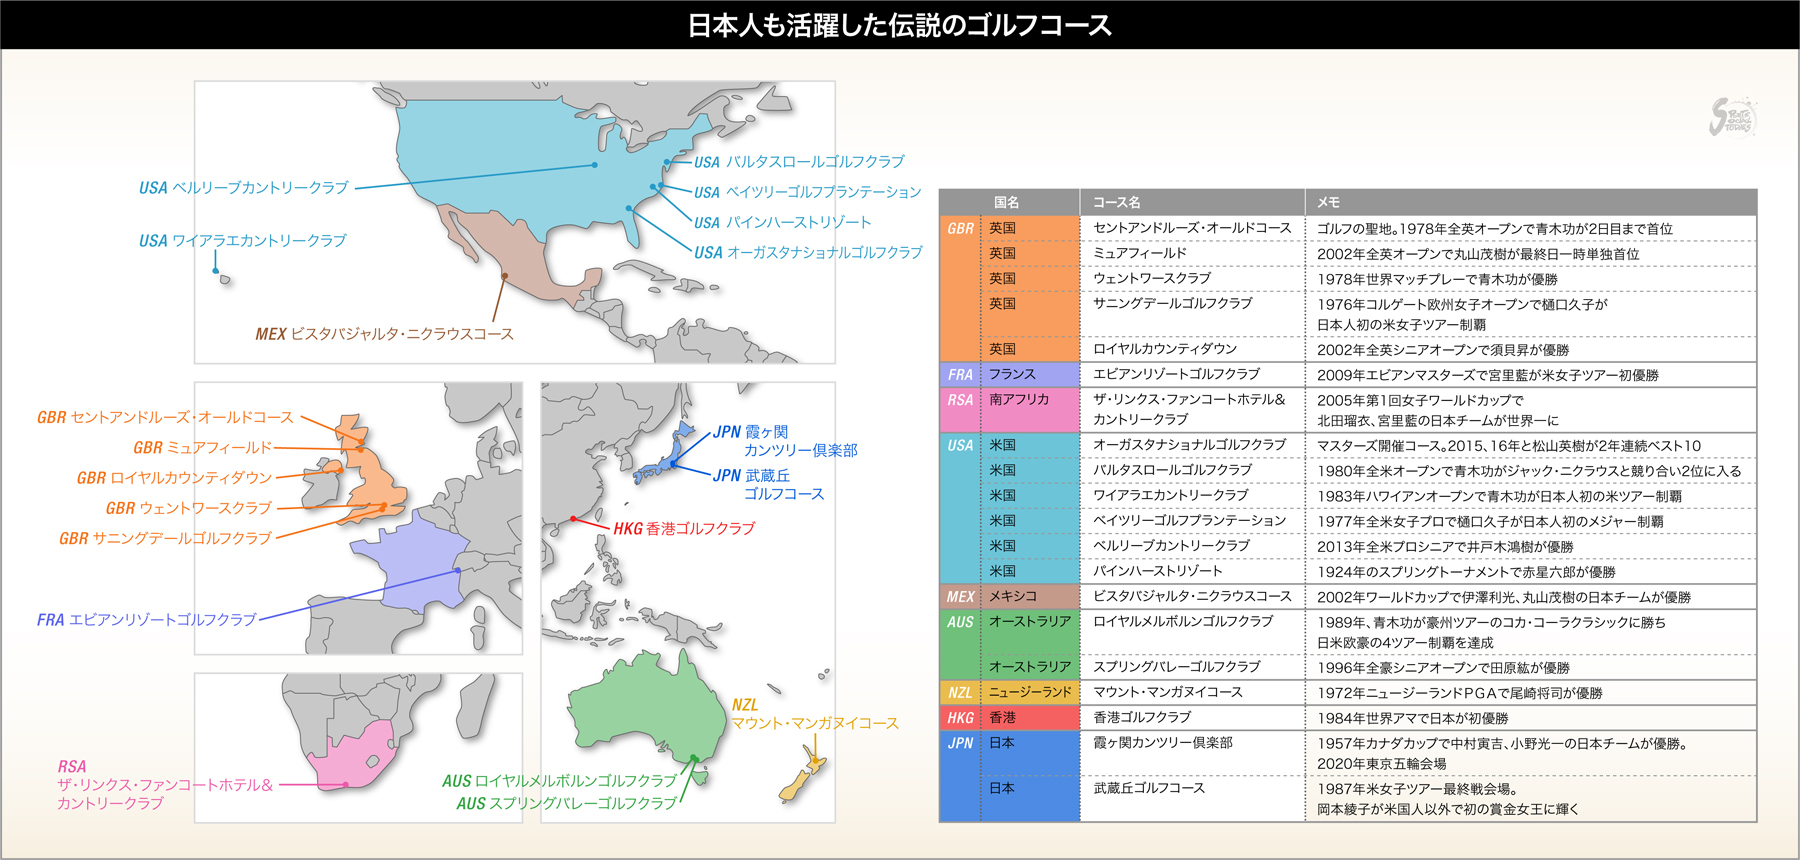 日本人も活躍した伝説のゴルフコース
USA ベルリーブカントリークラブ
USA ワイアラエカントリークラブ
USA バルタスロールゴルフクラブ
USA ベイツリーゴルフプランテーション
USA パインハーストリゾート
USA オーガスタナショナルゴルフクラブ
MEX ビスタバジャルタ・ニクラウスコース
GBR セントアンドルーズ・オールドコース
GBR ミュアフィールド
GBR ロイヤルカウンティダウン
GBR ウェントワースクラブ
GBR サニングデールゴルフクラブ
FRA エビアンリゾートゴルフクラブ
JPN 霞ヶ関
カンツリー倶楽部
JPN 武蔵丘
ゴルフコース
HKG 香港ゴルフクラブ
NZL
マウント・マンガヌイコース
AUS ロイヤルメルボルンゴルフクラブ
AUS スプリングバレーゴルフクラブ
RSA
ザ・リンクス・ファンコートホテル&
カントリークラブ
国名 コース名 メモ
GBR 英国 セントアンドルーズ・オールドコース ゴルフの聖地。1978年全英オープンで青木功が2日目まで首位
英国 ミュアフィールド 2002年全英オープンで丸山茂樹が最終日一時単独首位
英国 ウェントワースクラブ 1978年世界マッチプレーで青木功が優勝
英国 サニングデールゴルフクラブ 1976年コルゲート欧州女子オープンで樋口久子が
日本人初の米女子ツアー制覇
英国 ロイヤルカウンティダウン 2002年全英シニアオープンで須貝昇が優勝
FRA フランス エビアンリゾートゴルフクラブ 2009年エビアンマスターズで宮里藍が米女子ツアー初優勝
RSA 南アフリカ ザ・リンクス・ファンコートホテル& 2005年第1回女子ワールドカップで
カントリークラブ 北田瑠衣、宮里藍の日本チームが世界一に
USA 米国 オーガスタナショナルゴルフクラブ マスターズ開催コース。2015、16年と松山英樹が2年連続ベスト10
米国 バルタスロールゴルフクラブ 1980年全米オープンで青木功がジャック・ニクラウスと競り合い2位に入る
米国 ワイアラエカントリークラブ 1983年ハワイアンオープンで青木功が日本人初の米ツアー制覇
米国 ベイツリーゴルフプランテーション 1977年全米女子プロで樋口久子が日本人初のメジャー制覇
米国 ベルリーブカントリークラブ 2013年全米プロシニアで井戸木鴻樹が優勝
米国 パインハーストリゾート 1924年のスプリングトーナメントで赤星六郎が優勝
MEX メキシコ ビスタバジャルタ・ニクラウスコース 2002年ワールドカップで伊澤利光、丸山茂樹の日本チームが優勝
AUS オーストラリア ロイヤルメルボルンゴルフクラブ 1989年、青木功が豪州ツアーのコカ・コーラクラシックに勝ち
日米欧豪の4ツアー制覇を達成
オーストラリア スプリングバレーゴルフクラブ 1996年全豪シニアオープンで田原紘が優勝
NZL ニュージーランド マウント・マンガヌイコース 1972年ニュージーランドPGAで尾崎将司が優勝
HKG 香港 香港ゴルフクラブ 1984年世界アマで日本が初優勝
JPN 日本 霞ヶ関カンツリー倶楽部 1957年カナダカップで中村寅吉、小野光一の日本チームが優勝。
2020年東京五輪会場
日本 武蔵丘ゴルフコース 1987年米女子ツアー最終戦会場。
岡本綾子が米国人以外で初の賞金女王に輝く